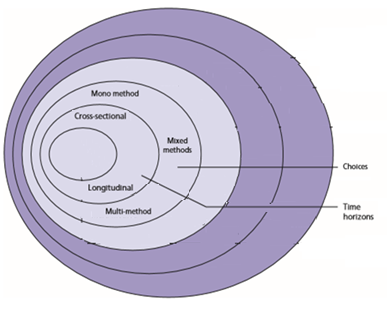 Mono method
Cross-sectional
Mixed
methods
Choices
Longitudinal
Multi-method
Time
horizons